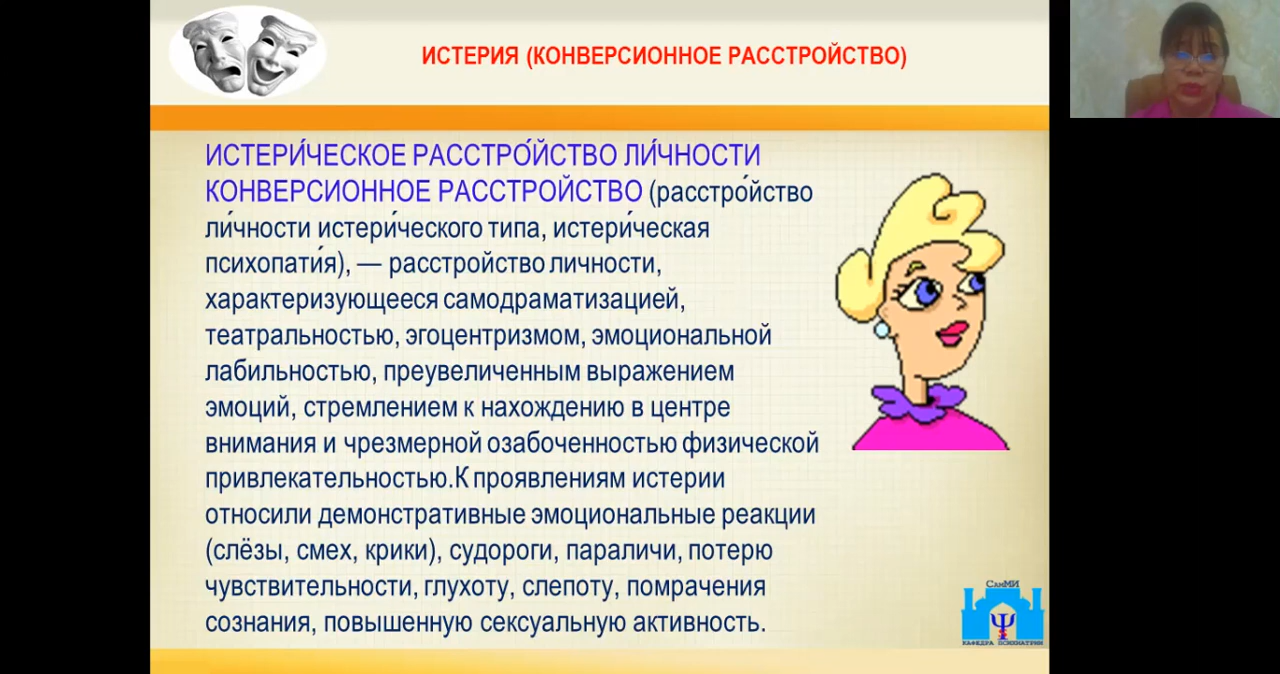 ИСТЕРИЯ (КОНВЕРСИОННОЕ РАССТРОЙСТВО)
ИСТЕРИ́ЧЕСКОЕ РАССТРО́ЙСТВО ЛИ́ЧНОСТИ
КОНВЕРСИОННОЕ РАССТРОЙСТВО (расстро́йство
ли́чности истери́ческого типа, истери́ческая
психопати́я), — расстройство личности,
характеризующееся самодраматизацией,
театральностью, эгоцентризмом, эмоциональной
лабильностью, преувеличенным выражением
эмоций, стремлением к нахождению в центре
внимания и чрезмерной озабоченностью физической
привлекательностью.К проявлениям истерии
относили демонстративные эмоциональные реакции
(слёзы, смех, крики), судороги, параличи, потерю
чувствительности, глухоту, слепоту, помрачения
сознания, повышенную сексуальную активность.
СамМИ
Ψ
КАФЕДРА ПСИХИАТРИИ